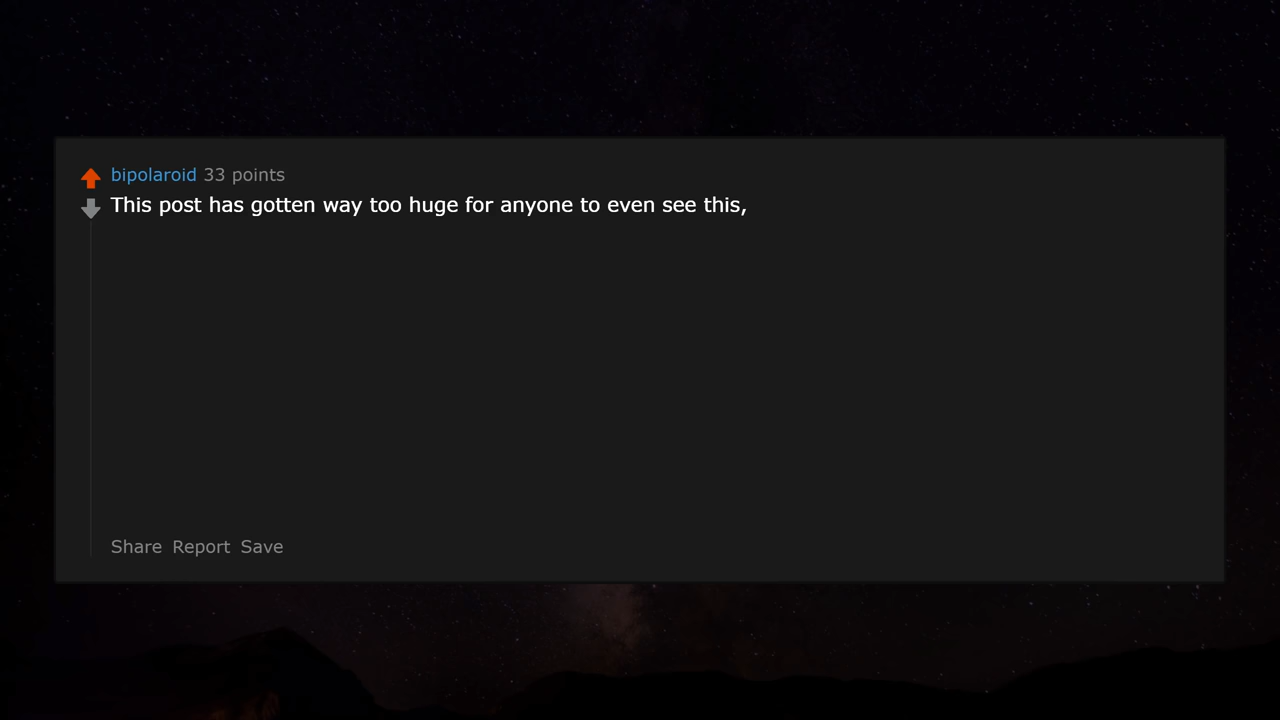 bipolaroid 33 points
This post has gotten way too huge for anyone to even see this,
Share Report Save